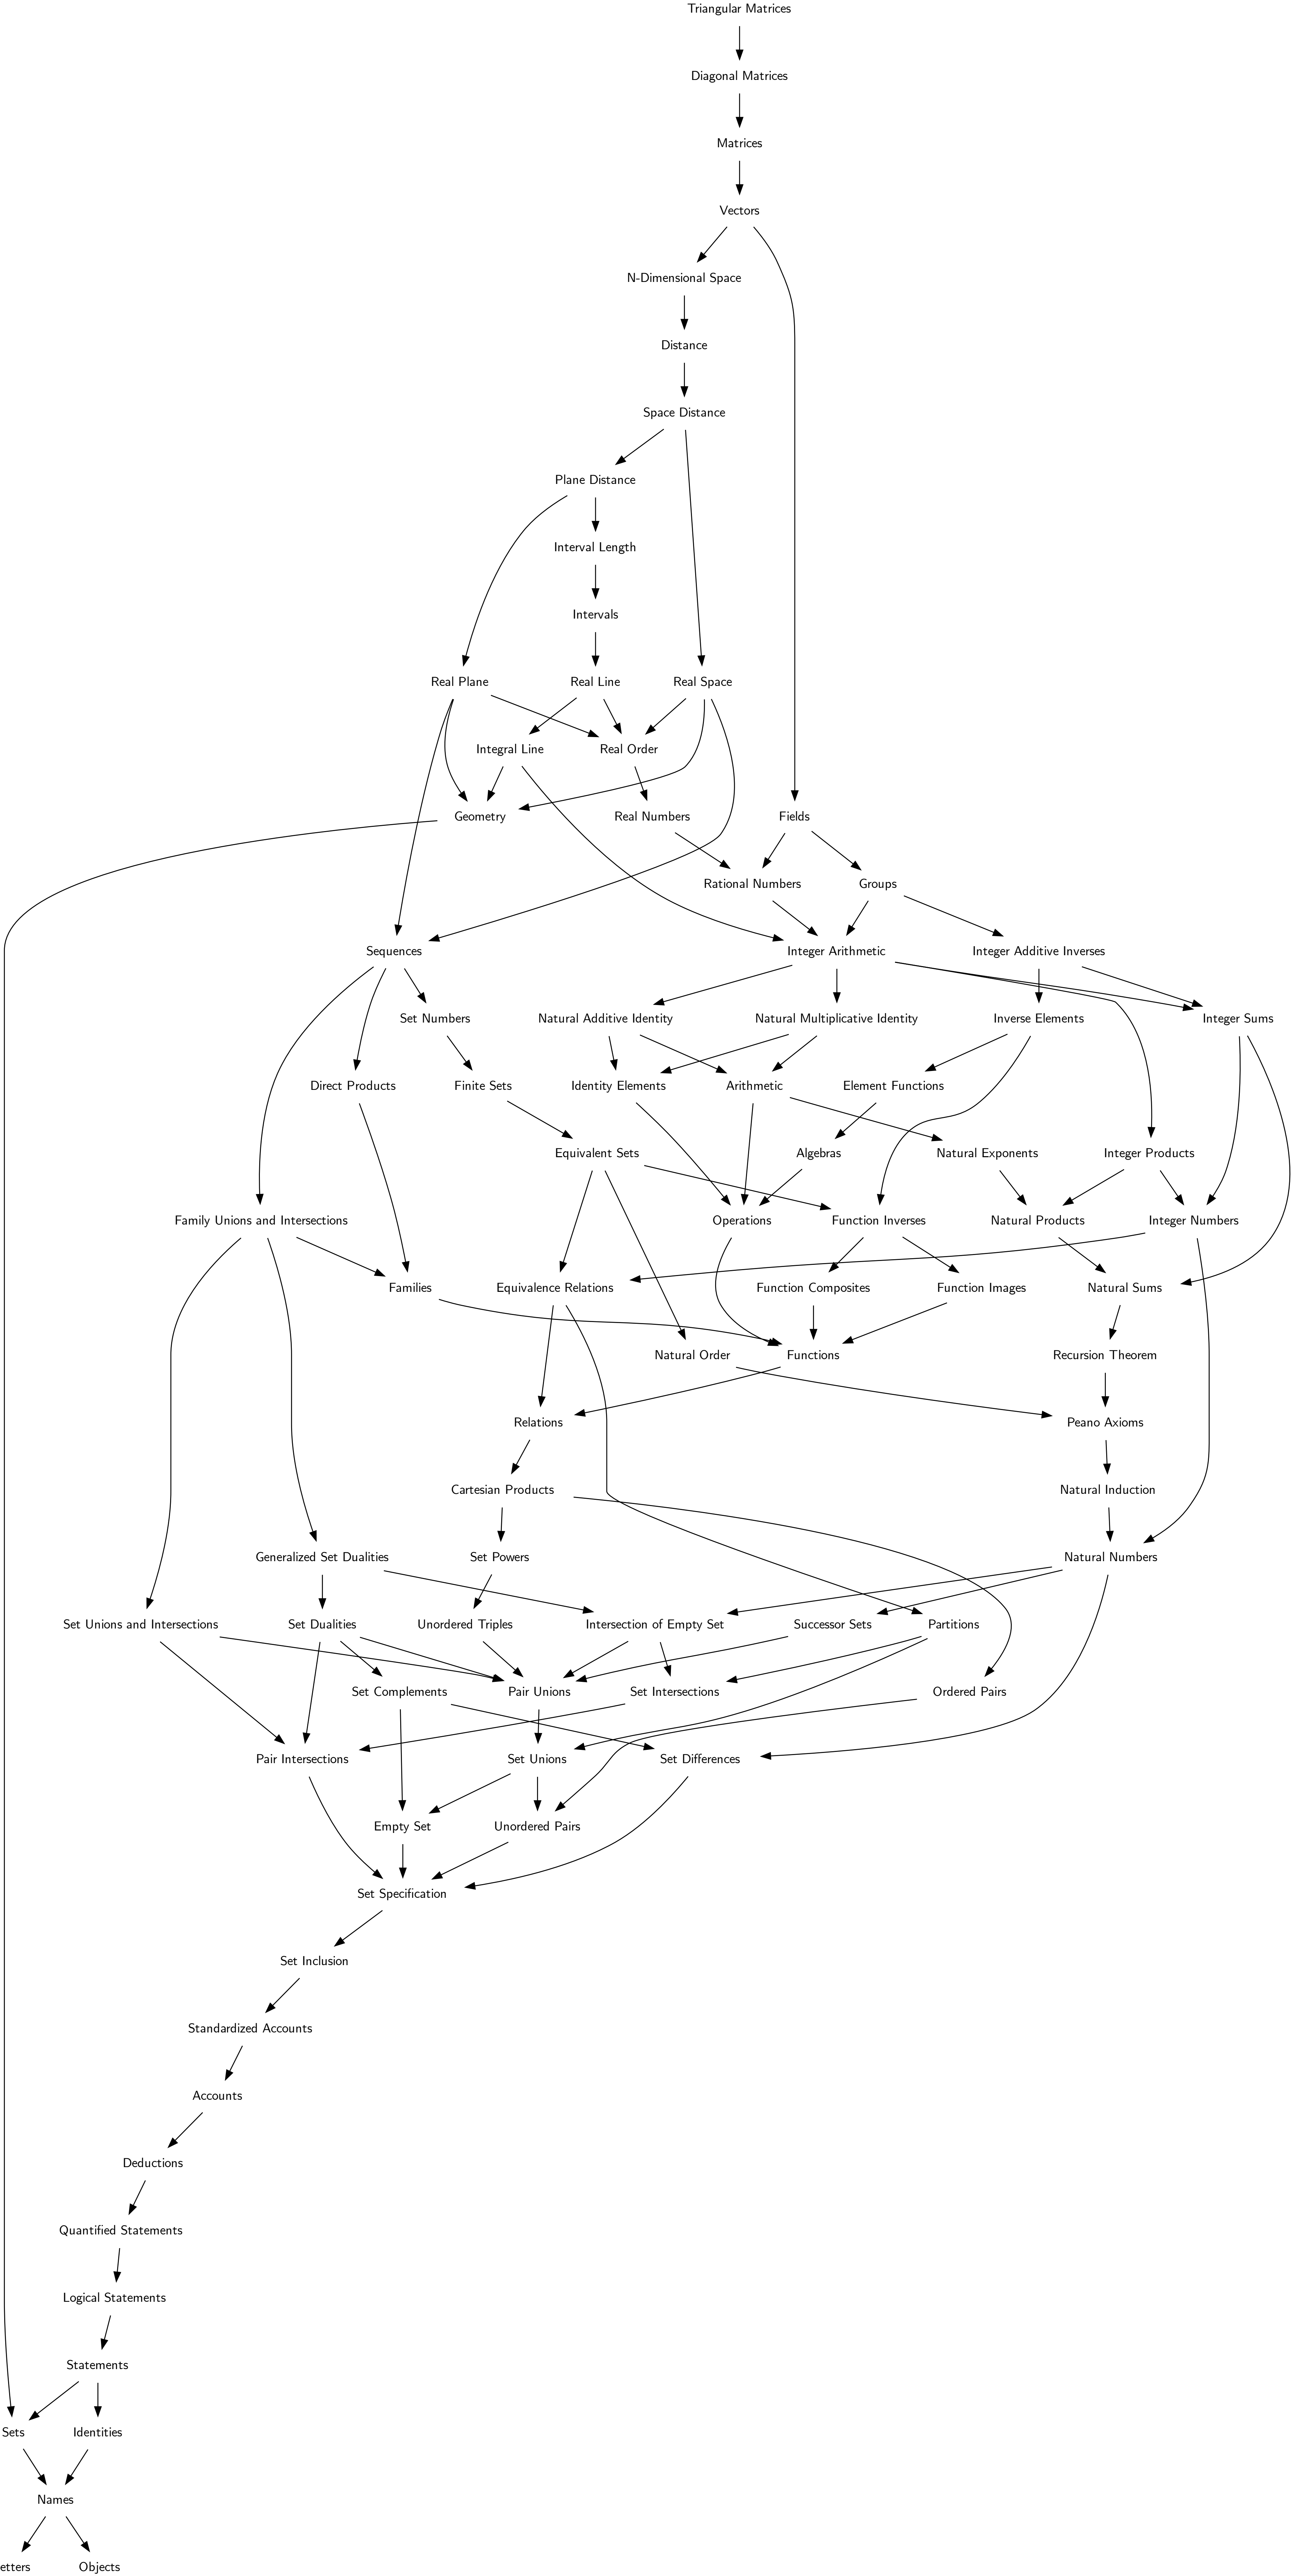 Triangular Matrices
Diagonal Matrices
Matrices
Vectors
N-Dimensional Space
Distance
Space Distance
Plane Distance
Interval Length
Intervals
Real Plane
Real Line
Real Space
Integral Line
Real Order
Geometry
Real Numbers
Fields
Rational Numbers
Groups
Sequences
Integer Arithmetic
Integer Additive Inverses
Set Numbers
Natural Additive Identity
Natural Multiplicative Identity
Inverse Elements
Integer Sums
Direct Products
Finite Sets
Identity Elements
Arithmetic
Element Functions
Equivalent Sets
Algebras
Natural Exponents
Integer Products
Family Unions and Intersections
Operations
Function Inverses
Natural Products
Integer Numbers
Families
Equivalence Relations
Function Composites
Function Images
Natural Sums
Natural Order
Functions
Recursion Theorem
Relations
Peano Axioms
Cartesian Products
Natural Induction
Generalized Set Dualities
Set Powers
Natural Numbers
Set Unions and Intersections
Set Dualities
Unordered Triples
Intersection of Empty Set
Successor Sets
Partitions
Set Complements
Pair Unions
Set Intersections
Ordered Pairs
Pair Intersections
Set Unions
Set Differences
Empty Set
Unordered Pairs
Set Specification
Set Inclusion
Standardized Accounts
Accounts
Deductions
Quantified Statements
Logical Statements
Statements
Sets
Identities
Names
etters
Objects